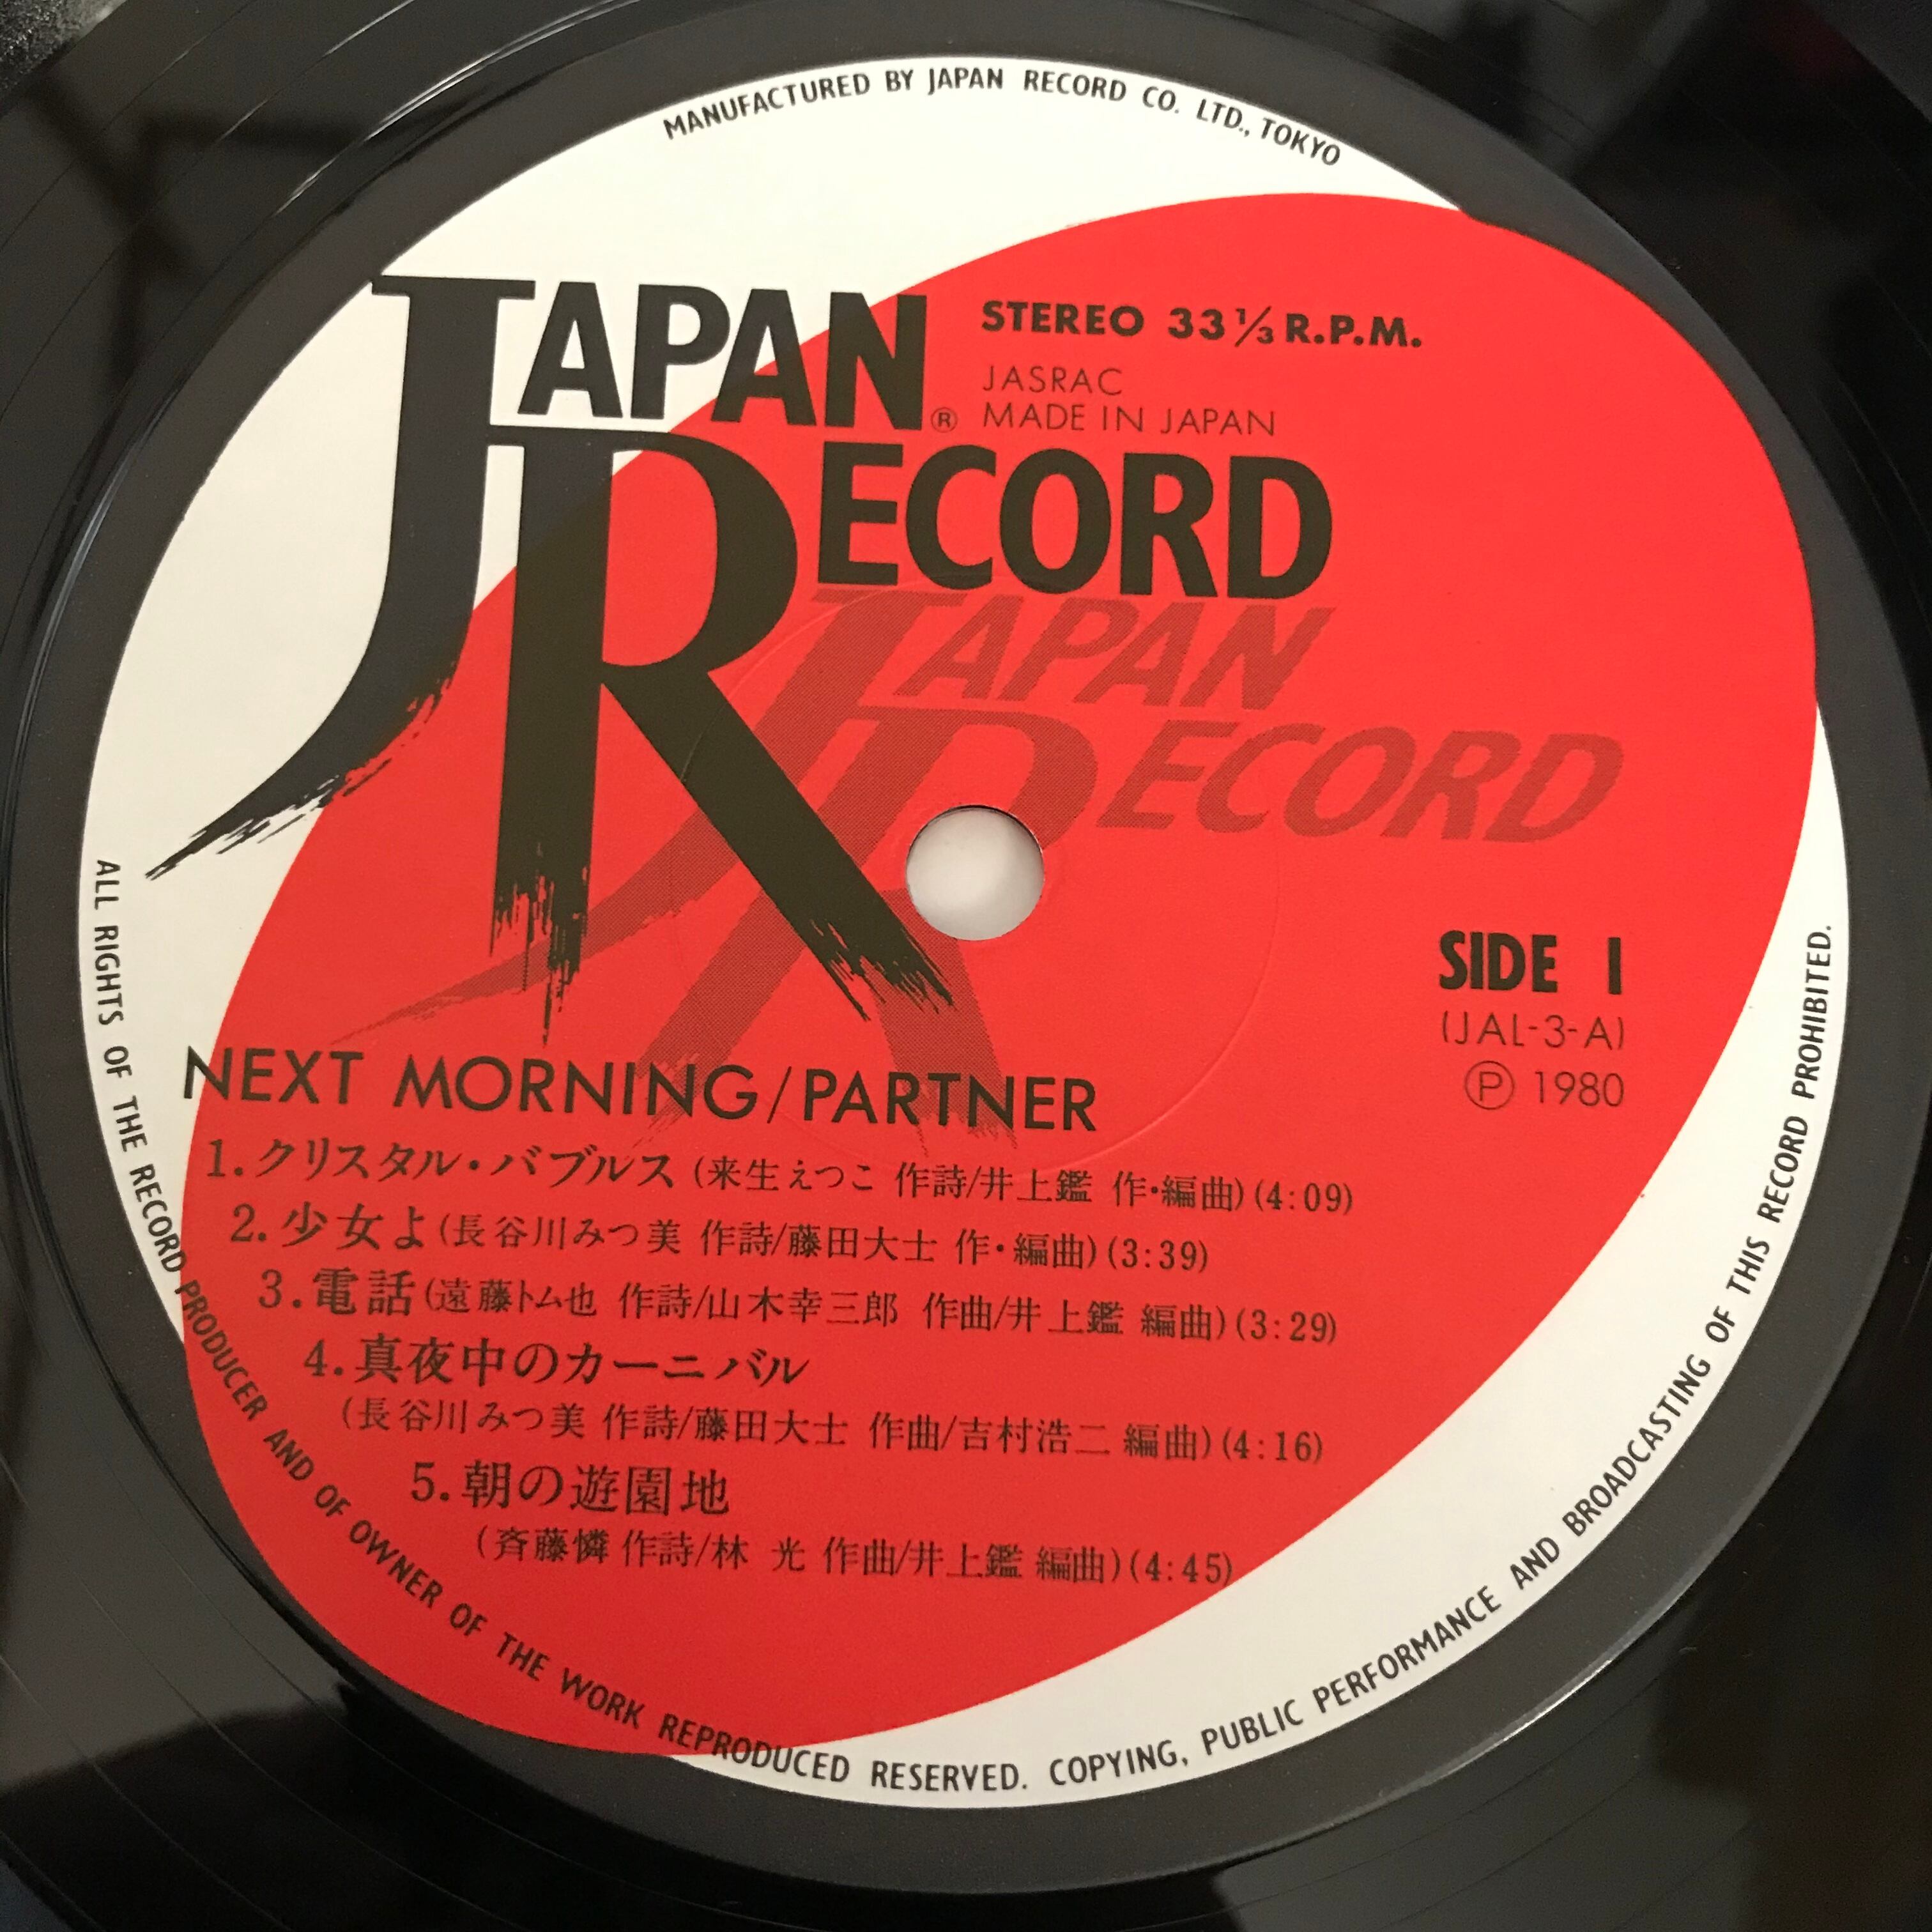 MANUFACTURED BY JAPAN RECORD CO. LTD., TOKYO
JAPAN
RECORD
®
STEREO 33 1/3 R.P.M.
JASRAC
MADE IN JAPAN
JAPAN
RECORD
SIDE I
(JAL-3-A)
Ⓟ 1980
NEXT MORNING/PARTNER
1.クリスタル・バブルス (来生えつこ 作詩/井上鑑 作・編曲)(4:09)
2.少女よ(長谷川みつ美 作詩/藤田大士 作・編曲)(3:39)
3.電話(遠藤トム也 作詩/山木幸三郎 作曲/井上鑑 編曲)(3:29)
4.真夜中のカーニバル
(長谷川みつ美 作詩/藤田大士 作曲/吉村浩二 編曲)(4:16)
5.朝の遊園地
(斉藤憐 作詩/林 光 作曲/井上鑑 編曲)(4:45)
ALL RIGHTS OF THE RECORD PRODUCER AND OF OWNER OF THE WORK REPRODUCED RESERVED. COPYING, PUBLIC PERFORMANCE AND BROADCASTING OF THIS RECORD PROHIBITED.